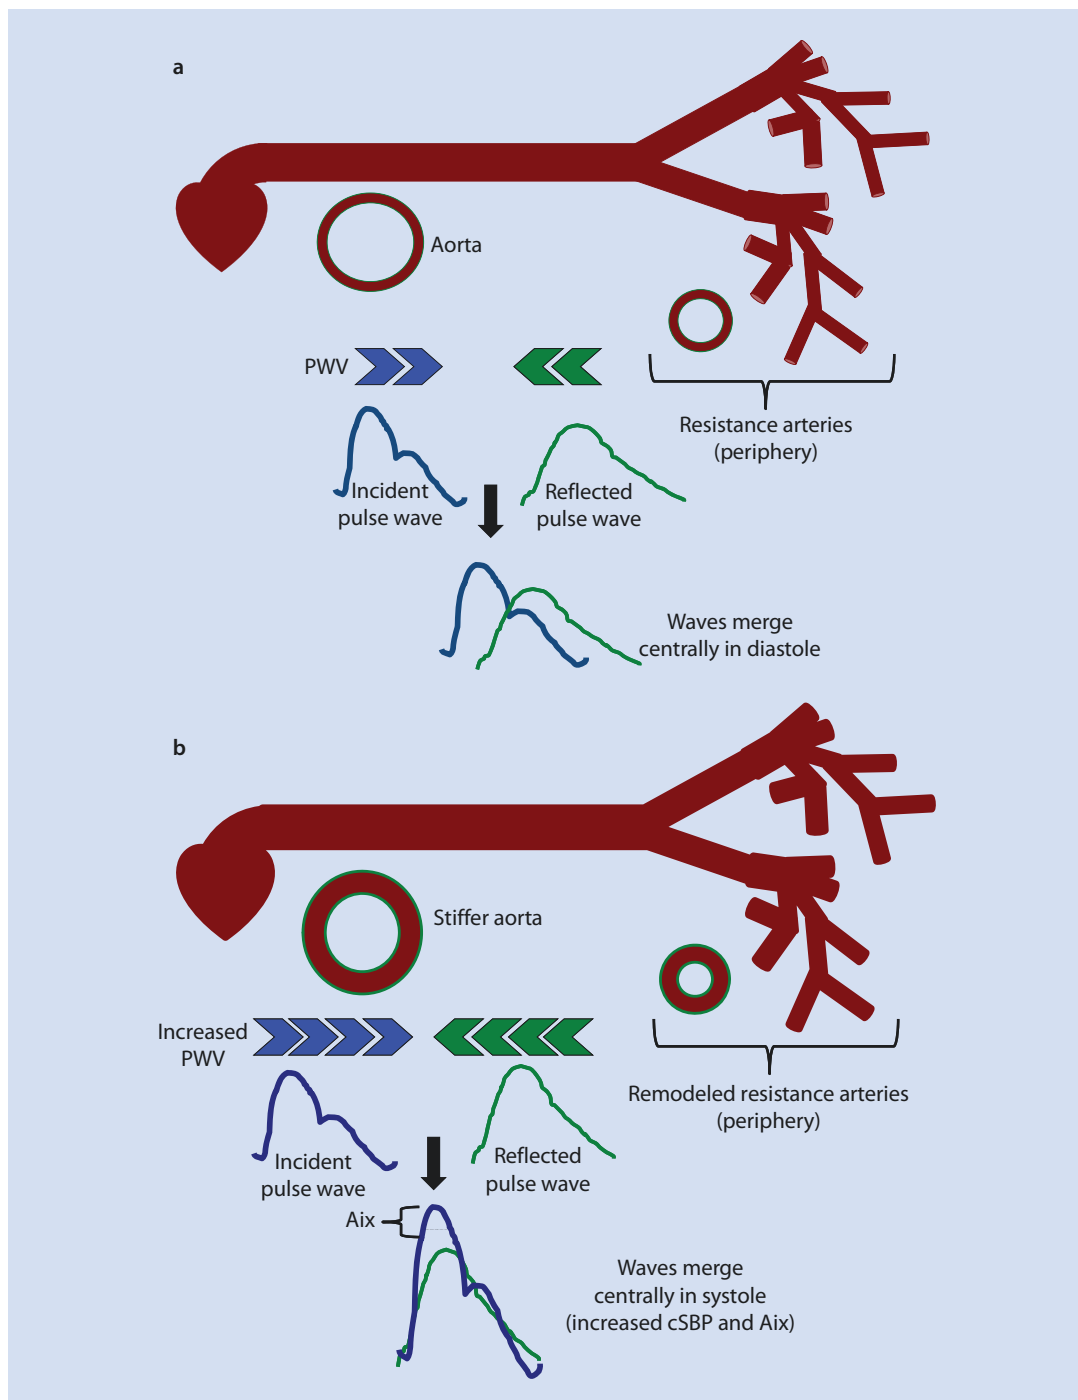 a
Aorta
PWV
Resistance arteries
(periphery)
Incident
pulse wave
Reflected
pulse wave
Waves merge
centrally in diastole
b
Stiffer aorta
Increased
PWV
Remodeled resistance arteries
(periphery)
Incident
pulse wave
Reflected
pulse wave
Aix
Waves merge
centrally in systole
(increased cSBP and Aix)